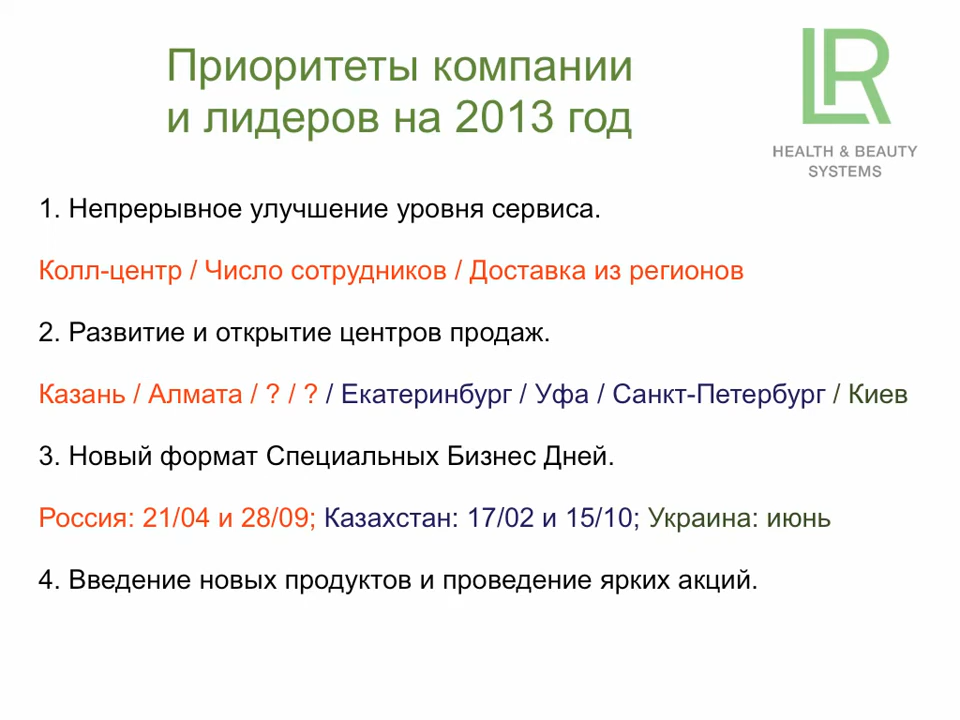 Приоритеты компании
и лидеров на 2013 год
LR
HEALTH & BEAUTY
SYSTEMS
1. Непрерывное улучшение уровня сервиса.
Колл-центр / Число сотрудников / Доставка из регионов
2. Развитие и открытие центров продаж.
Казань / Алмата / ? / ? / Екатеринбург / Уфа / Санкт-Петербург / Киев
3. Новый формат Специальных Бизнес Дней.
Россия: 21/04 и 28/09; Казахстан: 17/02 и 15/10; Украина: июнь
4. Введение новых продуктов и проведение ярких акций.